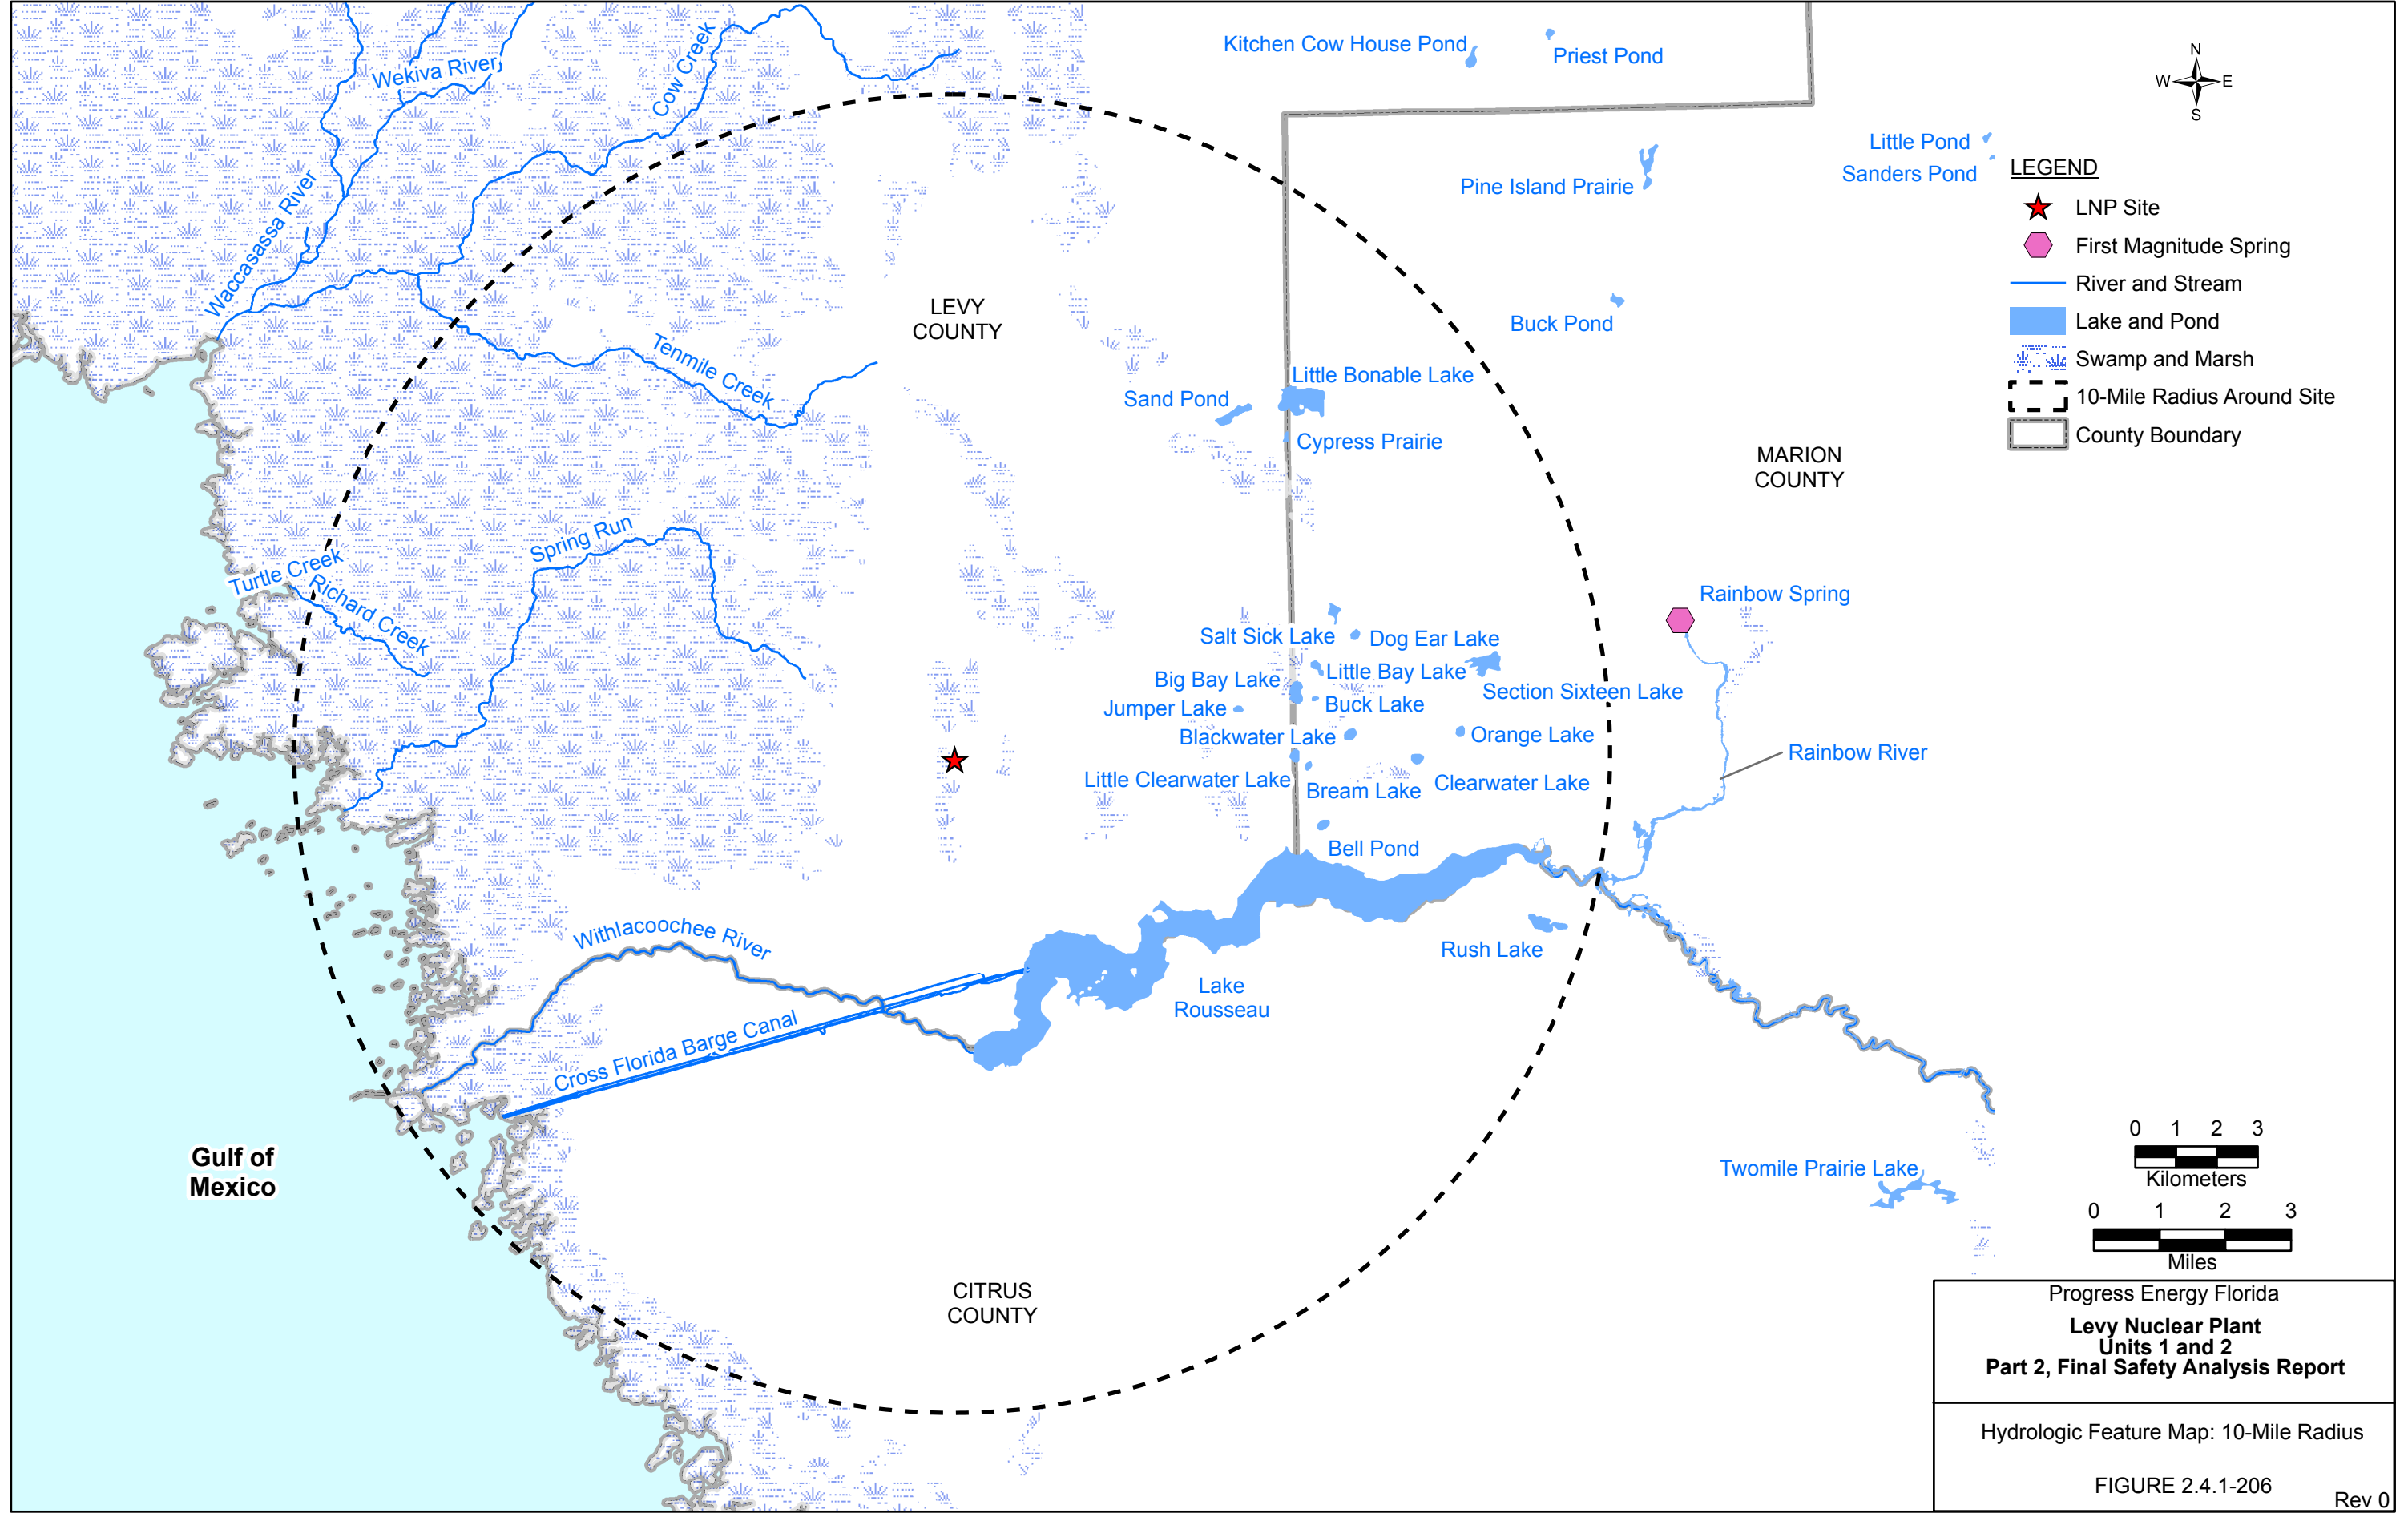 Kitchen Cow House Pond
Priest Pond
Wekiva River
Cow Creek
N
W
E
S
Little Pond
Sanders Pond
Pine Island Prairie
Waccasassa River
LEGEND
LNP Site
First Magnitude Spring
River and Stream
Lake and Pond
Swamp and Marsh
10-Mile Radius Around Site
County Boundary
LEVY
COUNTY
Buck Pond
Tenmile Creek
Little Bonable Lake
Sand Pond
Cypress Prairie
MARION
COUNTY
Spring Run
Turtle Creek
Richard Creek
Rainbow Spring
Salt Sick Lake
Dog Ear Lake
Little Bay Lake
Big Bay Lake
Section Sixteen Lake
Jumper Lake
Buck Lake
Blackwater Lake
Orange Lake
Rainbow River
Little Clearwater Lake
Bream Lake
Clearwater Lake
Bell Pond
Withlacoochee River
Rush Lake
Lake
Rousseau
Cross Florida Barge Canal
Gulf of
Mexico
Twomile Prairie Lake
0 1 2 3
Kilometers
0 1 2 3
Miles
CITRUS
COUNTY
Progress Energy Florida
Levy Nuclear Plant
Units 1 and 2
Part 2, Final Safety Analysis Report
Hydrologic Feature Map: 10-Mile Radius
FIGURE 2.4.1-206
Rev 0